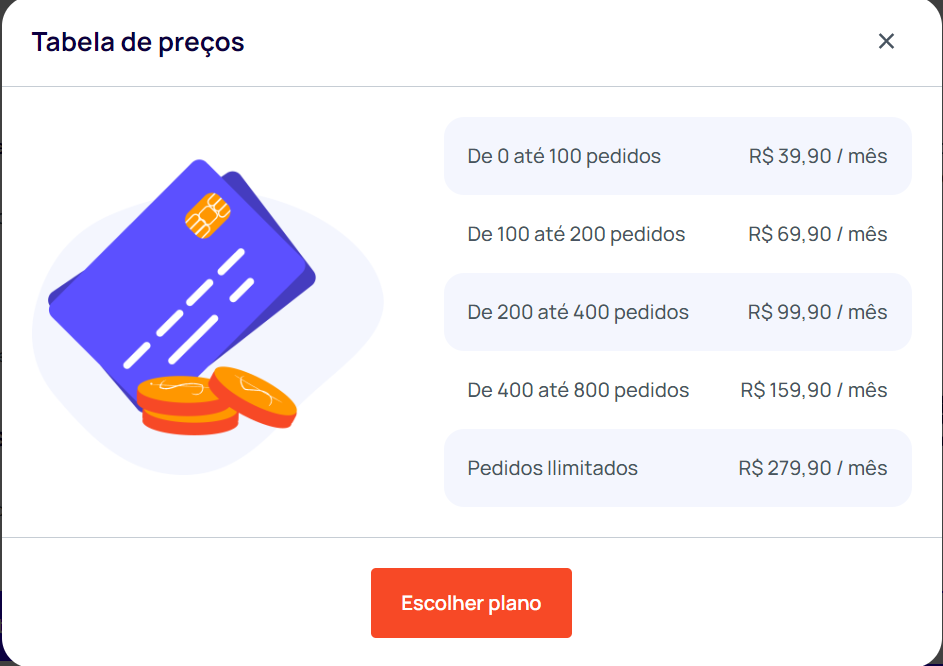 Tabela de preços
De 0 até 100 pedidos R$ 39,90 / mês
De 100 até 200 pedidos R$ 69,90 / mês
De 200 até 400 pedidos R$ 99,90 / mês
De 400 até 800 pedidos R$ 159,90 / mês
Pedidos Ilimitados R$ 279,90 / mês
Escolher plano